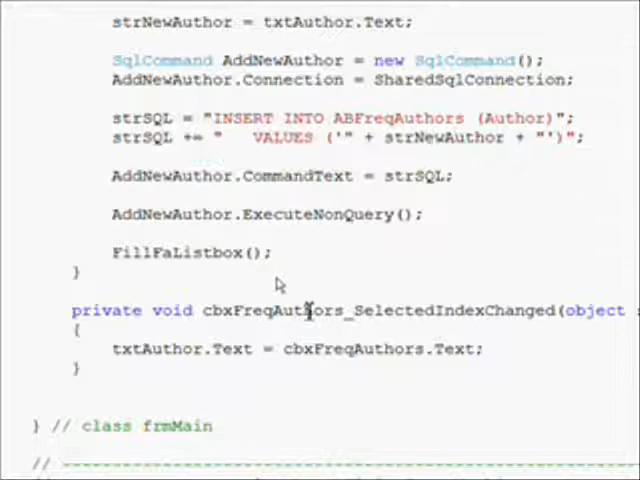 strNewAuthor = txtAuthor.Text;
SqlCommand AddNewAuthor = new SqlCommand();
AddNewAuthor.Connection = SharedSqlConnection;
strSQL = "INSERT INTO ABFreqAuthors (Author)";
strSQL += "   VALUES ('" + strNewAuthor + "')";
AddNewAuthor.CommandText = strSQL;
AddNewAuthor.ExecuteNonQuery();
FillFaListbox();
}
private void cbxFreqAuthors_SelectedIndexChanged(object
{
txtAuthor.Text = cbxFreqAuthors.Text;
}
} // class frmMain
// ------------------------------------------------------------